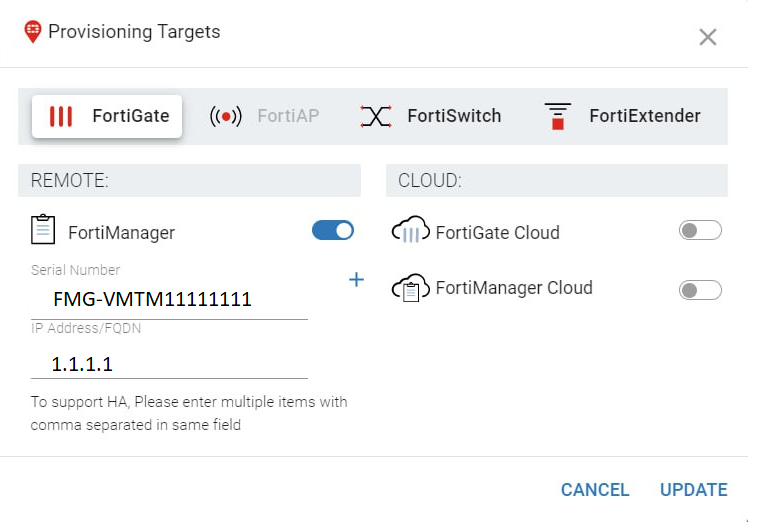 Provisioning Targets
FortiGate
FortiAP
FortiSwitch
FortiExtender
REMOTE:
CLOUD:
FortiManager
FortiGate Cloud
Serial Number
FMG-VMTM11111111
FortiManager Cloud
IP Address/FQDN
1.1.1.1
To support HA, Please enter multiple items with
comma separated in same field
CANCEL
UPDATE